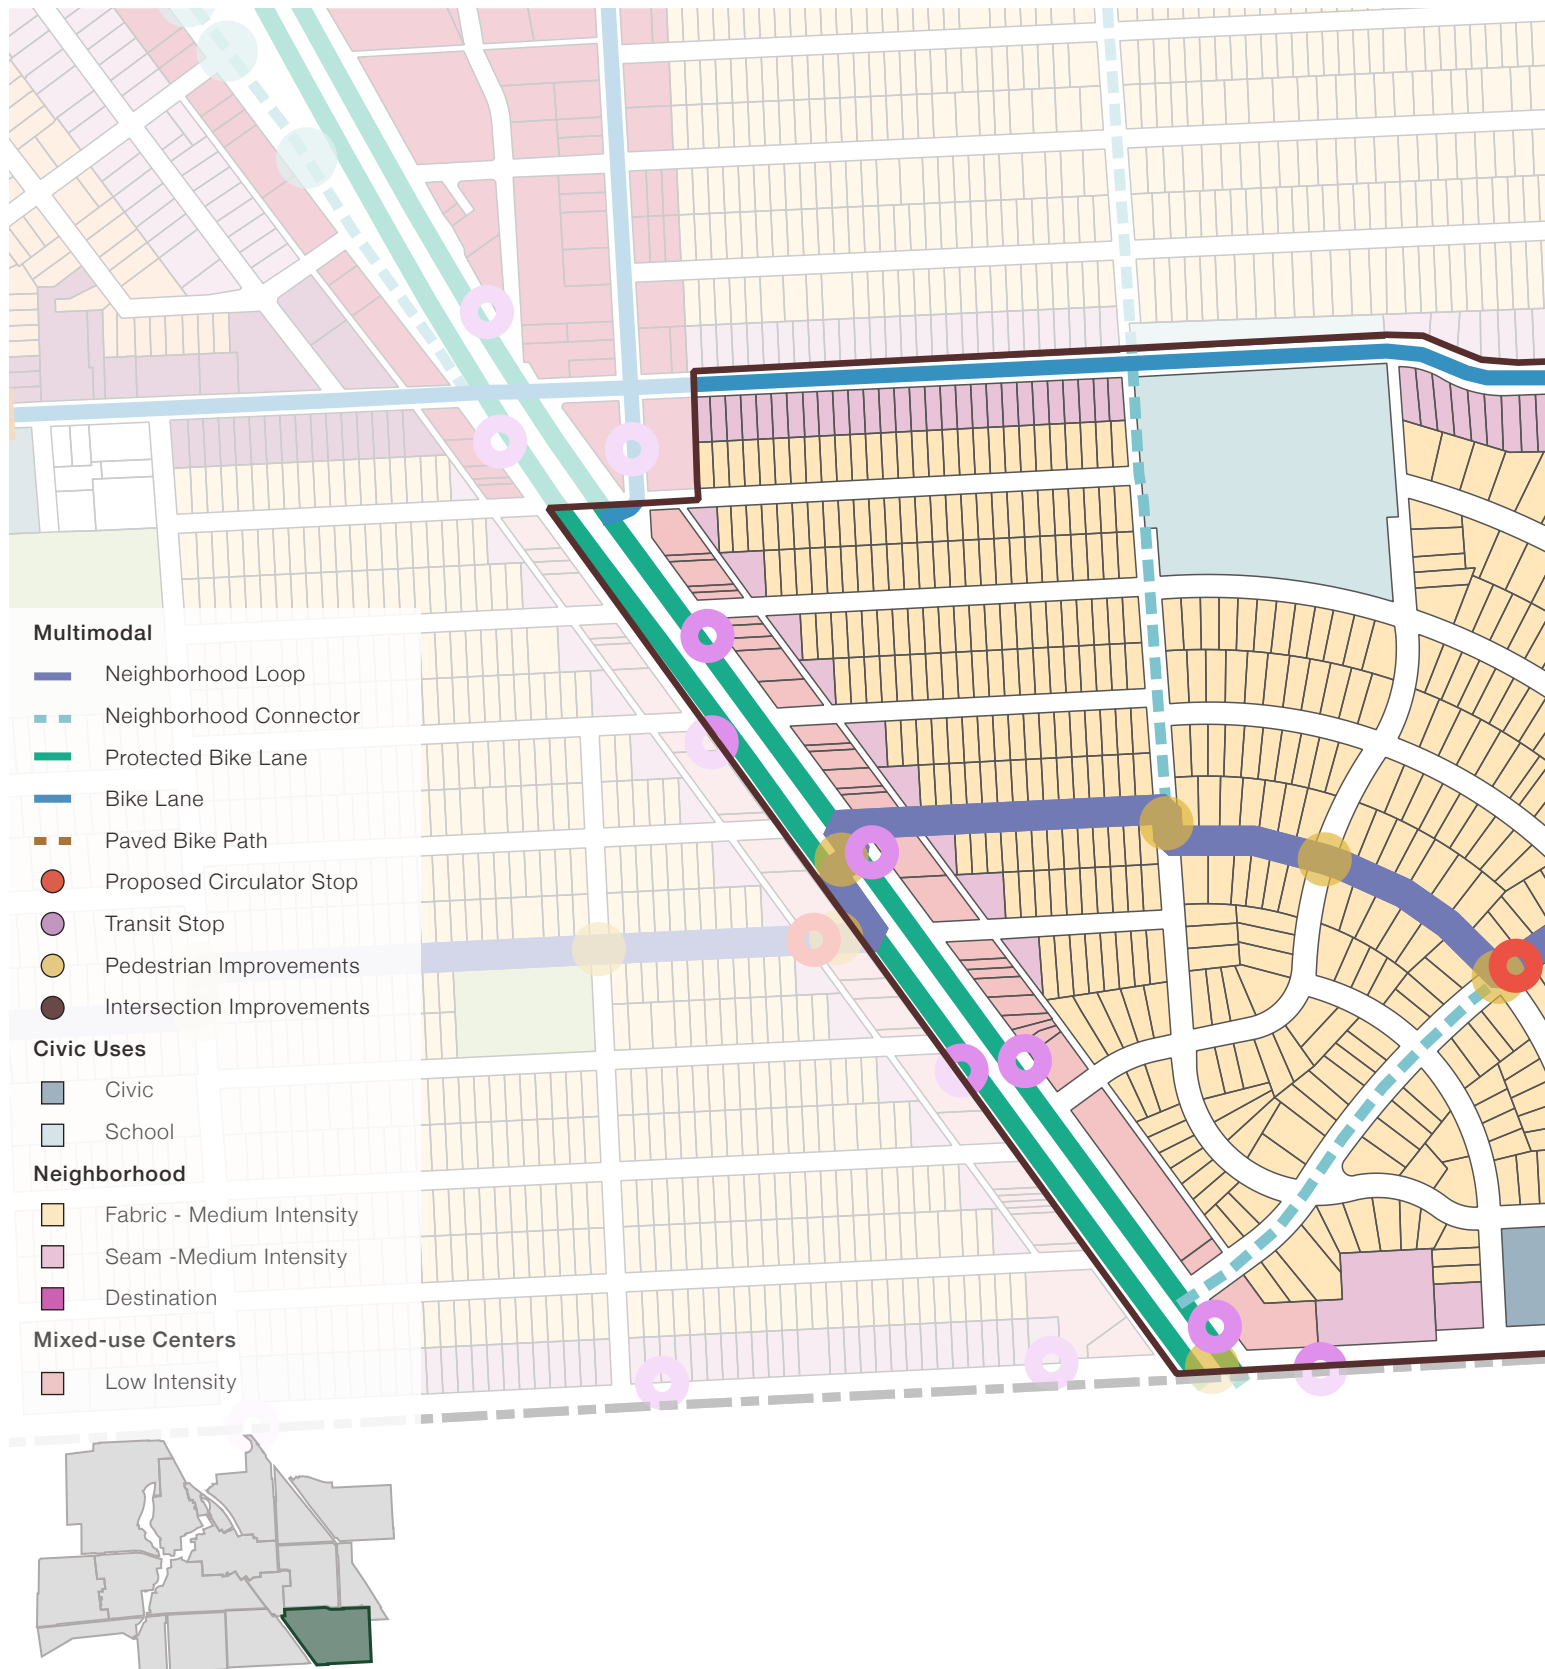 Multimodal
Neighborhood Loop
Neighborhood Connector
Protected Bike Lane
Bike Lane
Paved Bike Path
Proposed Circulator Stop
Transit Stop
Pedestrian Improvements
Intersection Improvements
Civic Uses
Civic
School
Neighborhood
Fabric - Medium Intensity
Seam -Medium Intensity
Destination
Mixed-use Centers
Low Intensity